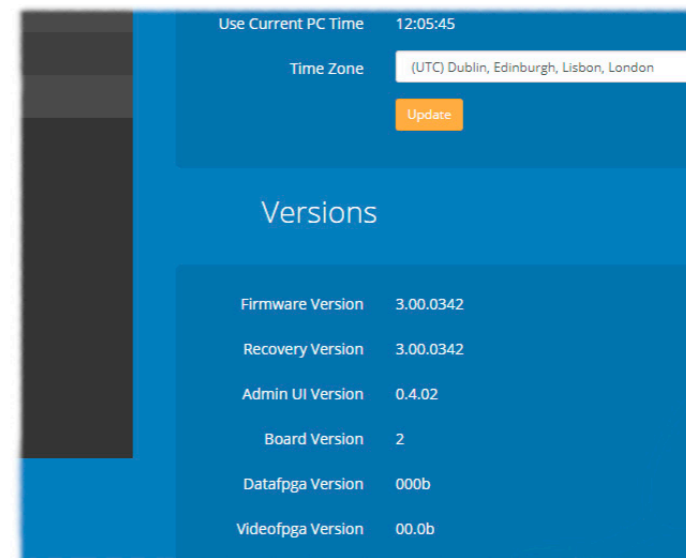 Use Current PC Time 12:05:45
Time Zone (UTC) Dublin, Edinburgh, Lisbon, London
Update
Versions
Firmware Version 3.00.0342
Recovery Version 3.00.0342
Admin UI Version 0.4.02
Board Version 2
Datafpga Version 000b
Videofpga Version 00.0b